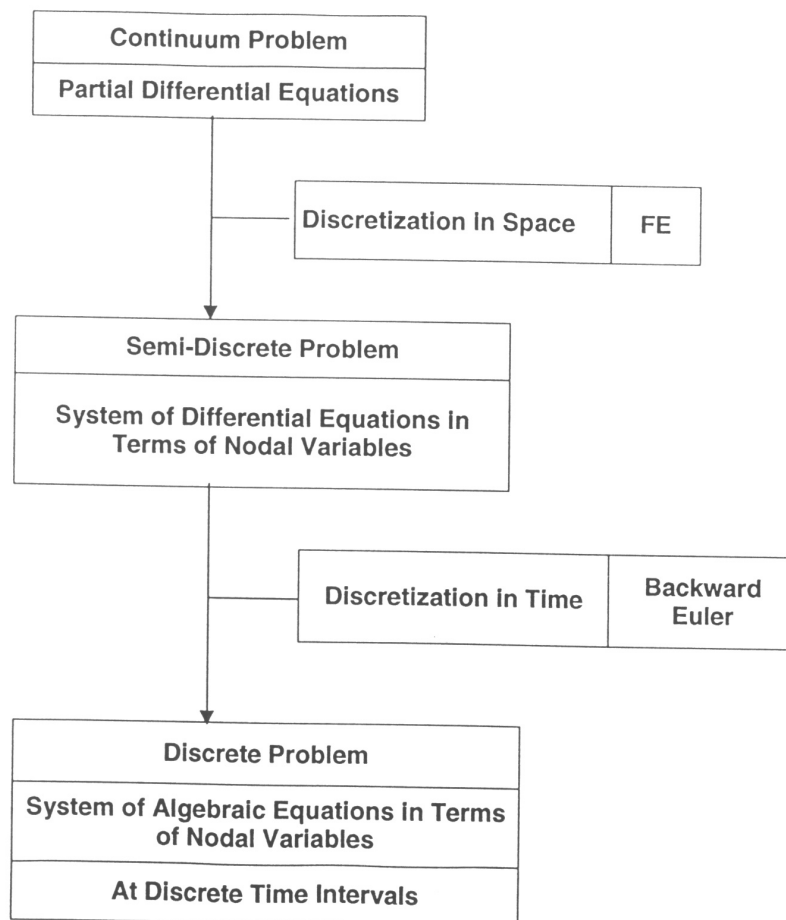 Continuum Problem
Partial Differential Equations
Discretization in Space
FE
Semi-Discrete Problem
System of Differential Equations in
Terms of Nodal Variables
Discretization in Time
Backward
Euler
Discrete Problem
System of Algebraic Equations in Terms
of Nodal Variables
At Discrete Time Intervals